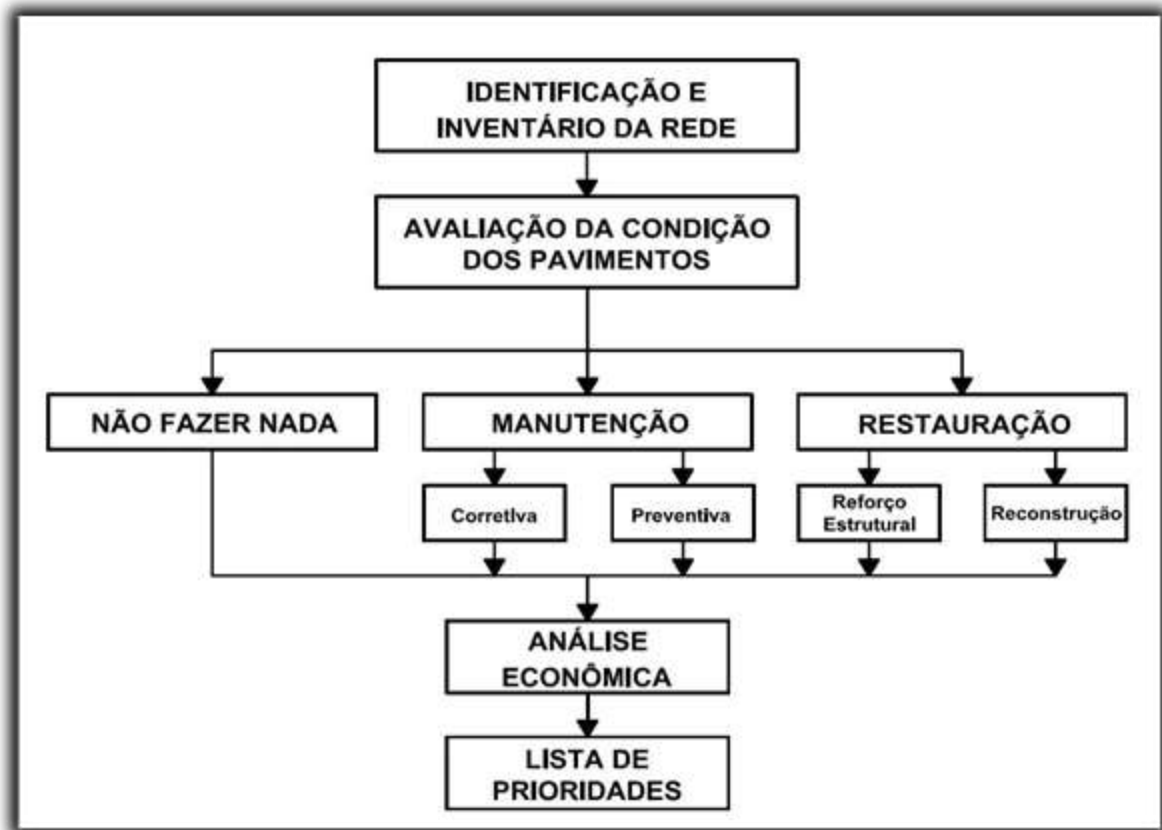 IDENTIFICAÇÃO E
INVENTÁRIO DA REDE
AVALIAÇÃO DA CONDIÇÃO
DOS PAVIMENTOS
NÃO FAZER NADA
MANUTENÇÃO
RESTAURAÇÃO
Corretiva
Preventiva
Reforço
Estrutural
Reconstrução
ANÁLISE
ECONÔMICA
LISTA DE
PRIORIDADES